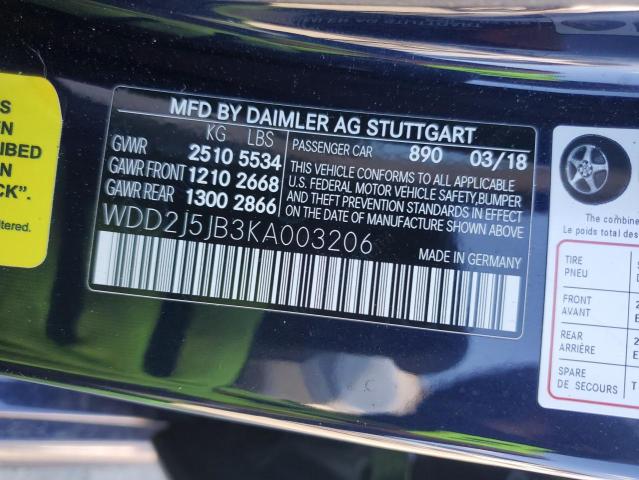 MFD BY DAIMLER AG STUTTGART
KG LBS
GVWR 2510 5534
GAWR FRONT 1210 2668
GAWR REAR 1300 2866
PASSENGER CAR 890 03/18
THIS VEHICLE CONFORMS TO ALL APPLICABLE
U.S. FEDERAL MOTOR VEHICLE SAFETY, BUMPER
AND THEFT PREVENTION STANDARDS IN EFFECT
ON THE DATE OF MANUFACTURE SHOWN ABOVE.
WDD2J5JB3KA003206
MADE IN GERMANY
IBED
CK".
ltered.
The combine
Le poids total des
TIRE
PNEU
FRONT
AVANT
REAR
ARRIÈRE
SPARE
DE SECOURS